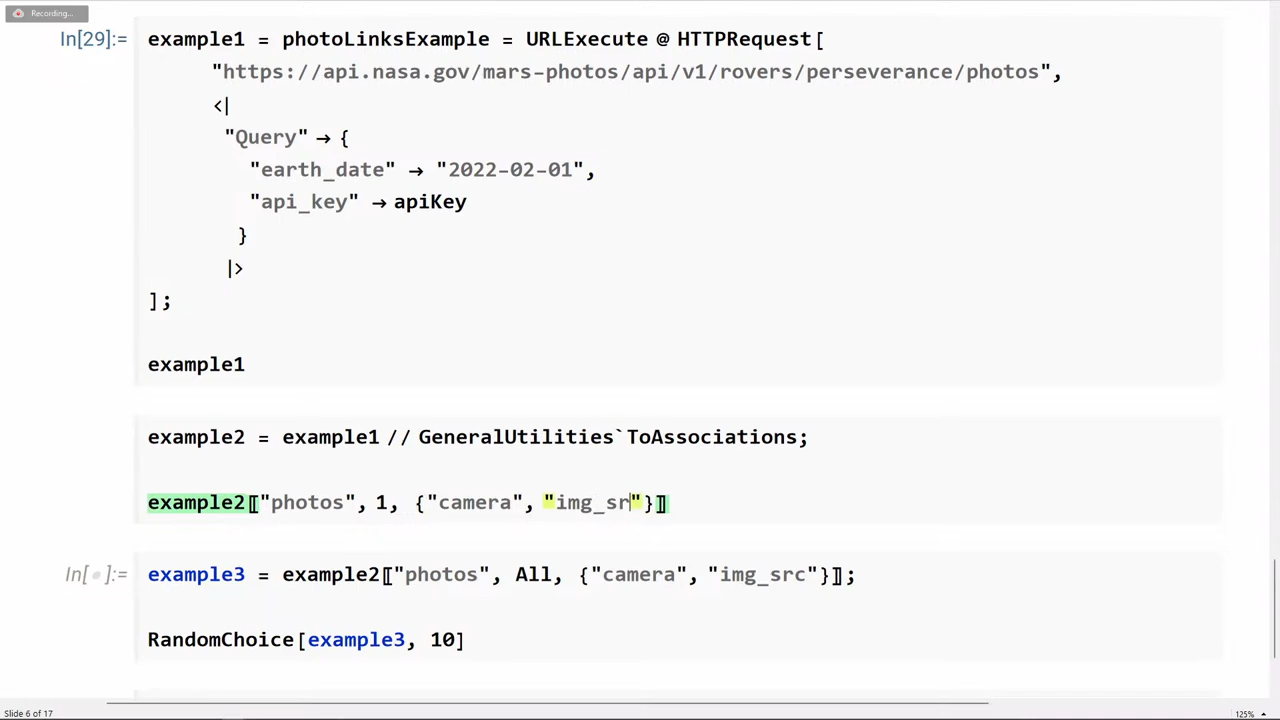 Recording...
In[29]:= example1 = photoLinksExample = URLExecute @ HTTPRequest[
"https://api.nasa.gov/mars-photos/api/v1/rovers/perseverance/photos",
<|
"Query" → {
"earth_date" → "2022-02-01",
"api_key" → apiKey
}
|>
];
example1
example2 = example1 // GeneralUtilities`ToAssociations;
example2〚"photos", 1, {"camera", "img_sr"}〛
In[ ]:= example3 = example2〚"photos", All, {"camera", "img_src"}〛;
RandomChoice[example3, 10]
Slide 6 of 17
125%